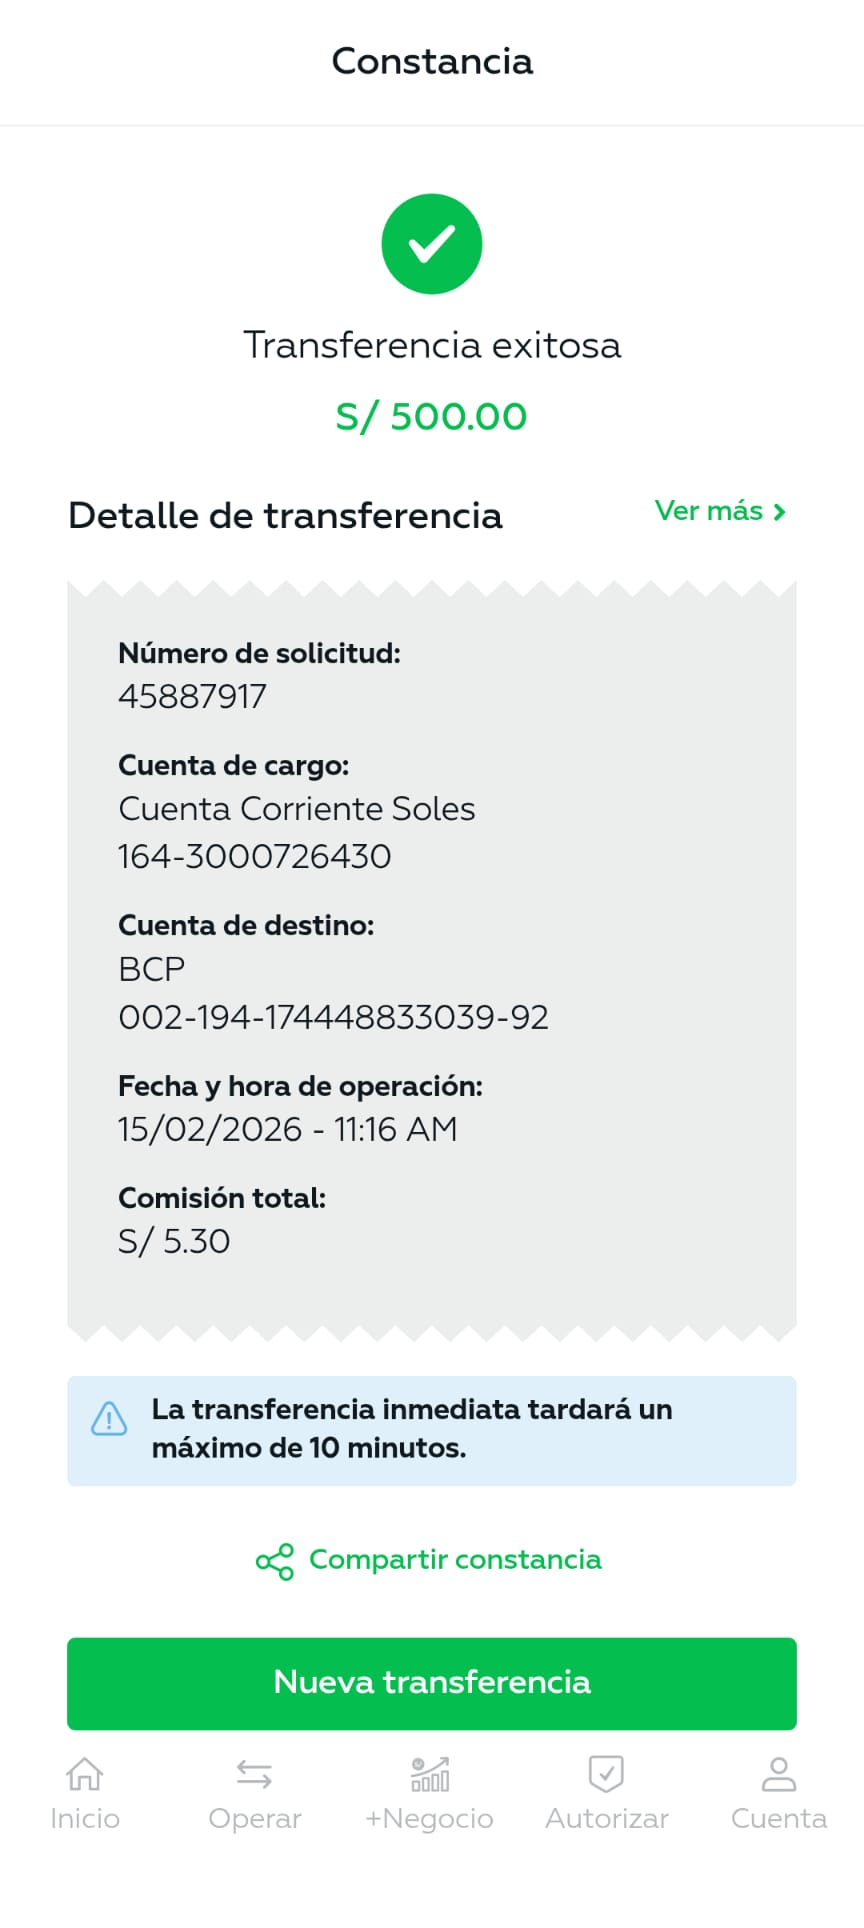 Constancia
Transferencia exitosa
S/ 500.00
Detalle de transferencia
Ver más
Número de solicitud:
45887917
Cuenta de cargo:
Cuenta Corriente Soles
164-3000726430
Cuenta de destino:
BCP
002-194-174448833039-92
Fecha y hora de operación:
15/02/2026 - 11:16 AM
Comisión total:
S/ 5.30
La transferencia inmediata tardará un
máximo de 10 minutos.
Compartir constancia
Nueva transferencia
Inicio
Operar
+Negocio
Autorizar
Cuenta